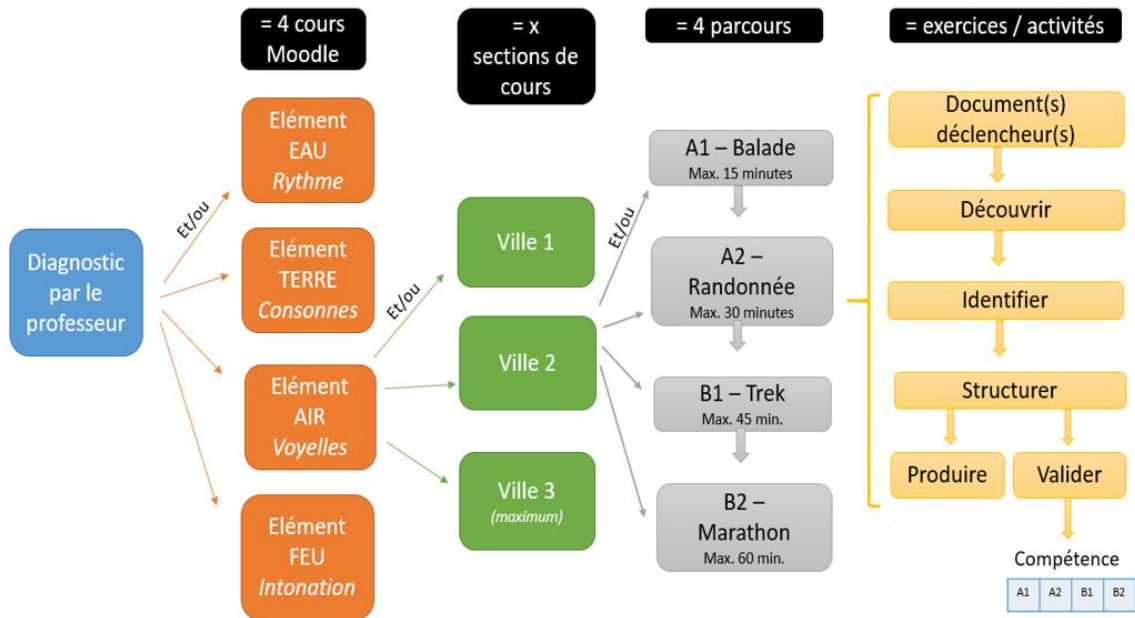 = 4 cours
Moodle
= x
sections de
cours
= 4 parcours
= exercices / activités
Diagnostic
par le
professeur
Et/ou
Elément
EAU
Rythme
Elément
TERRE
Consonnes
Elément
AIR
Voyelles
Elément
FEU
Intonation
Et/ou
Ville 1
Ville 2
Ville 3
(maximum)
Et/ou
A1 – Balade
Max. 15 minutes
A2 –
Randonnée
Max. 30 minutes
B1 – Trek
Max. 45 min.
B2 –
Marathon
Max. 60 min.
Document(s)
déclencheur(s)
Découvrir
Identifier
Structurer
Produire
Valider
Compétence
A1 A2 B1 B2